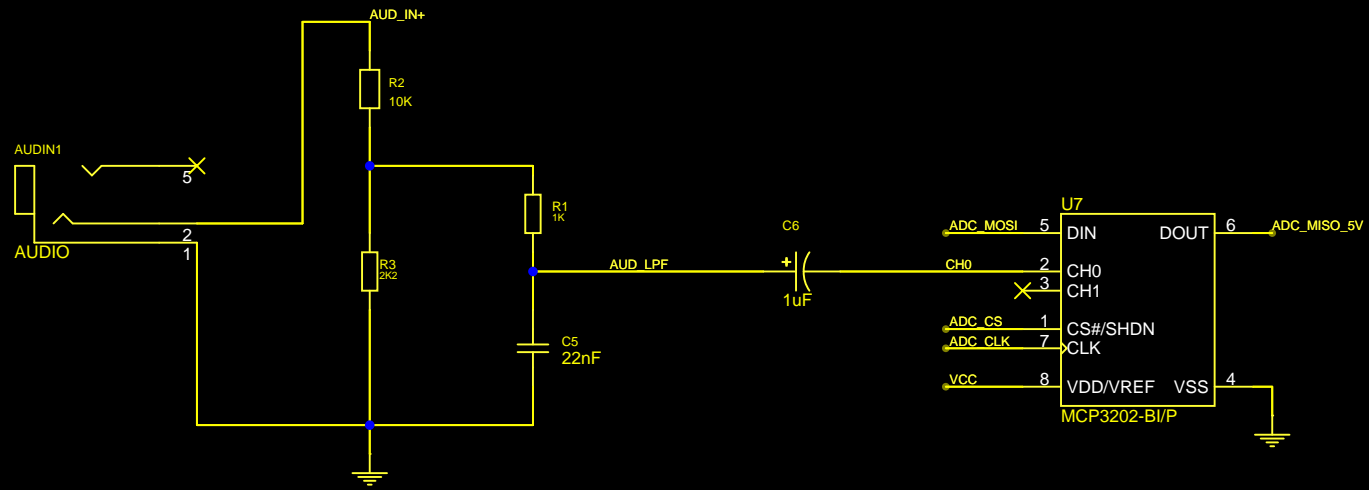 AUD_IN+
R2
10K
AUDIN1
5
2
1
AUDIO
R1
1K
R3
2K2
AUD_LPF
C6
+
1uF
C5
22nF
U7
ADC_MOSI 5 DIN DOUT 6 ADC_MISO_5V
CH0 2 CH0
3 CH1
ADC_CS 1 CS#/SHDN
ADC_CLK 7 CLK
VCC 8 VDD/VREF VSS 4
MCP3202-BI/P